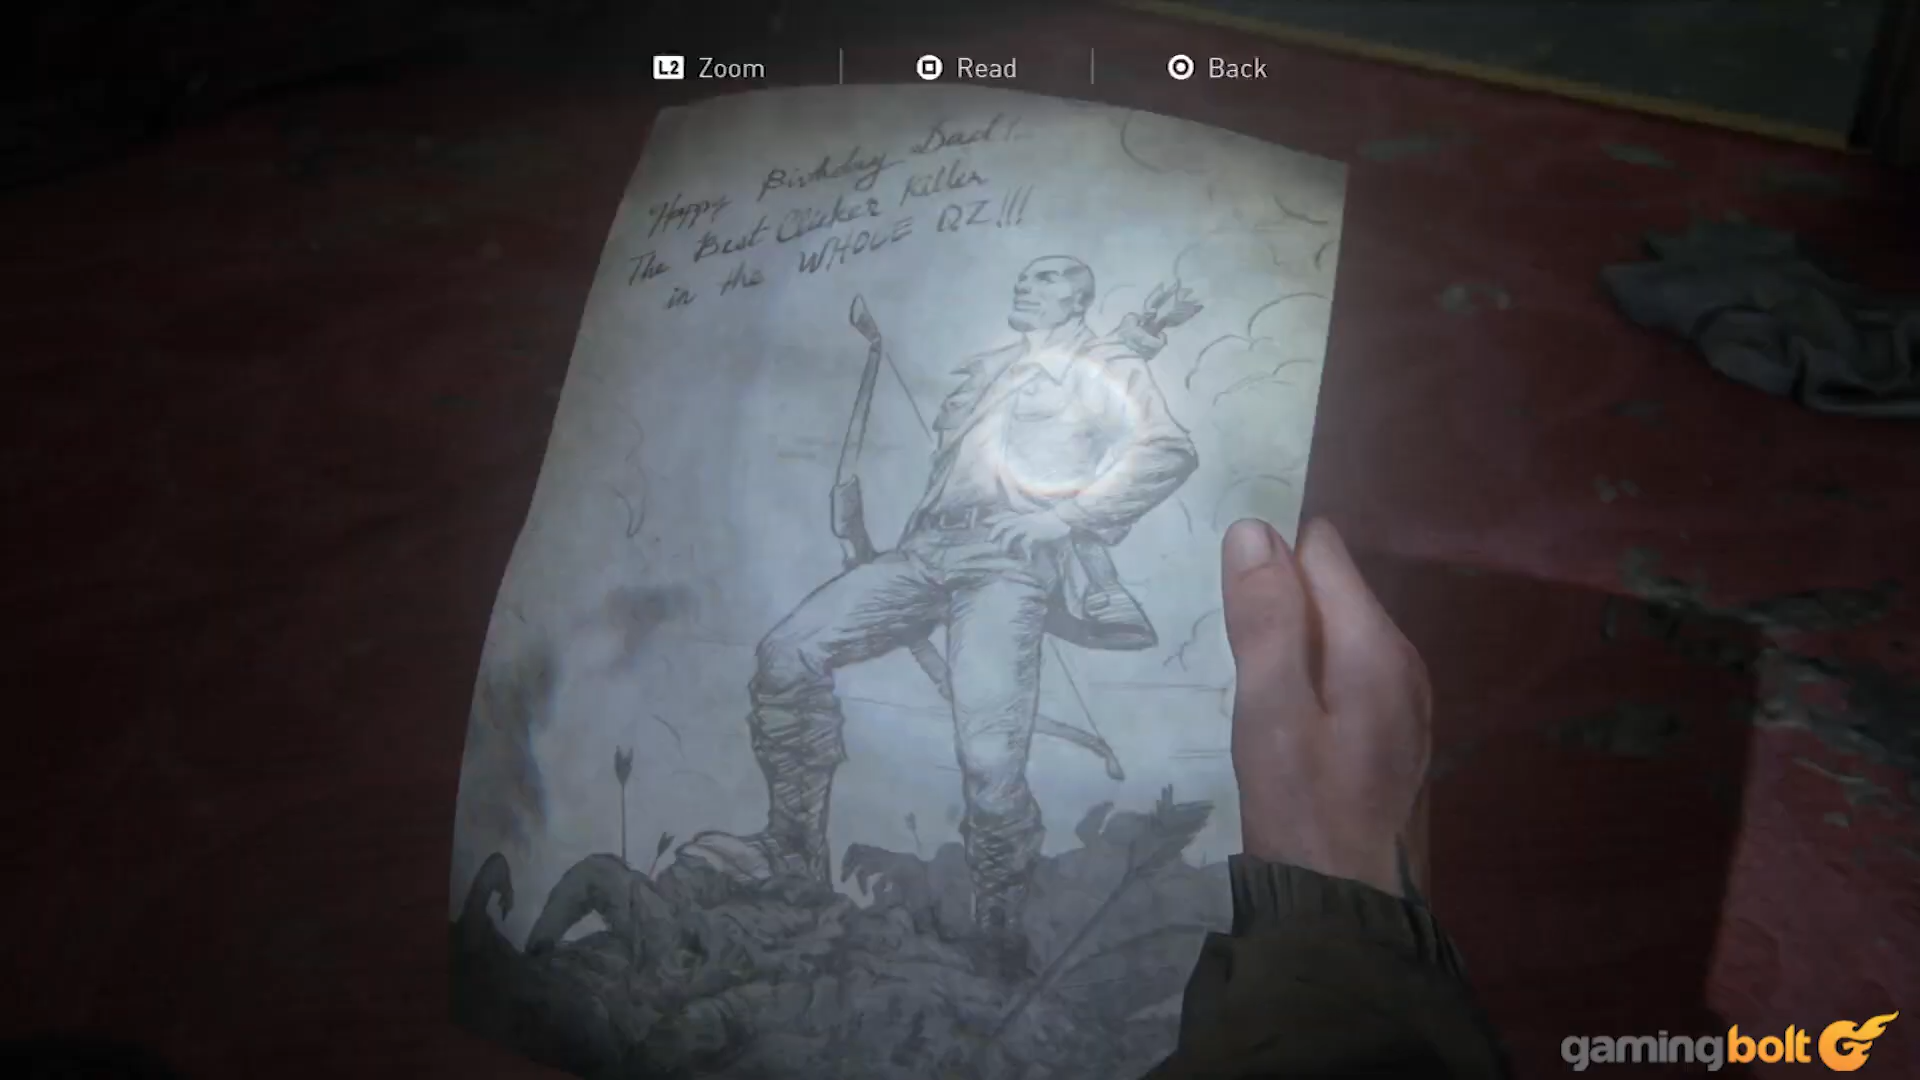 L2 Zoom | Read | Back
Happy Birthday Dad!
The Best Clicker Killer
in the WHOLE QZ!!!
gamingbolt